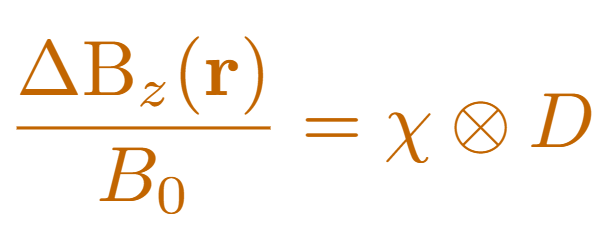 ΔB_z(𝐫) / B_0 = χ ⊗ D